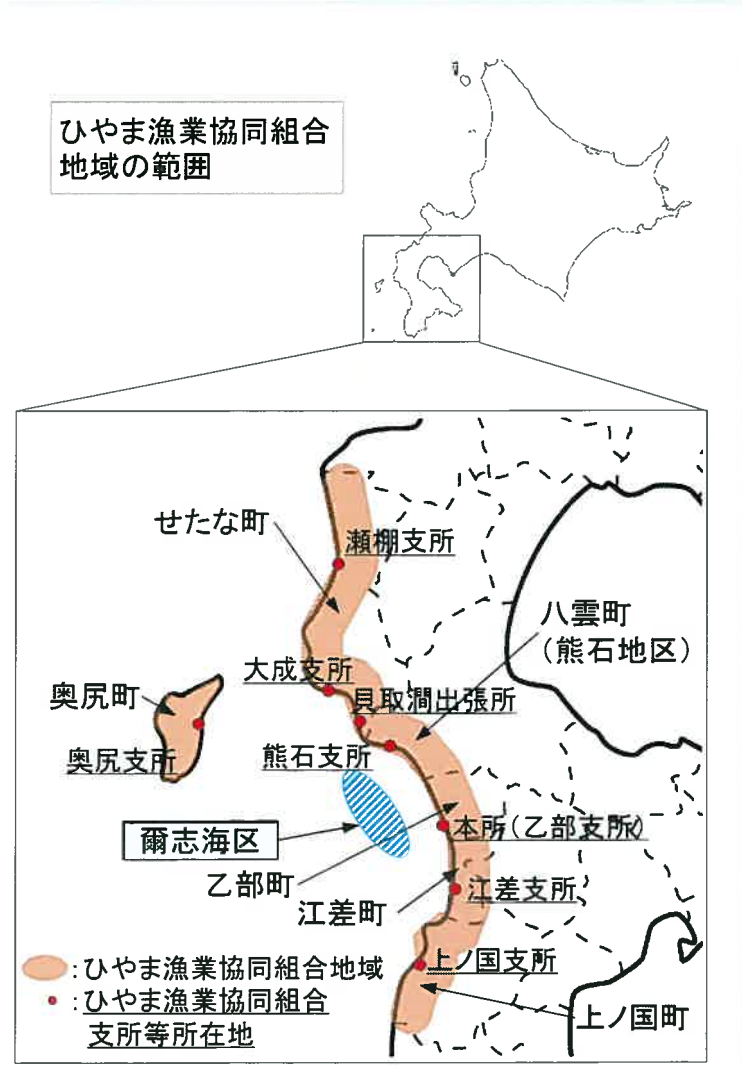 ひやま漁業協同組合
地域の範囲
せたな町
瀬棚支所
八雲町
(熊石地区)
大成支所
奥尻町
貝取澗出張所
奥尻支所
熊石支所
爾志海区
本所(乙部支所)
乙部町
江差支所
江差町
上ノ国支所
:ひやま漁業協同組合地域
:ひやま漁業協同組合
支所等所在地
上ノ国町